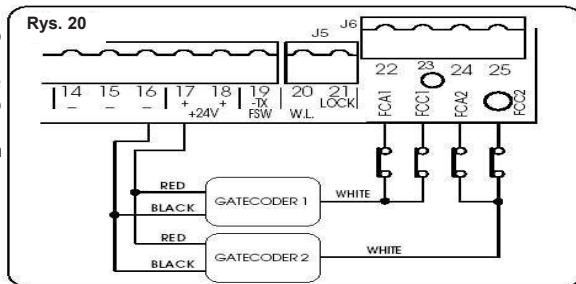 Rys. 20
J5 J6
14 15 16 17 18 19 20 21 22 23 24 25
– – – + + -TX LOCK
+24V FSW W.L.
FCA1 FCC1 FCA2 FCC2
RED
BLACK GATECODER 1 WHITE
RED
BLACK GATECODER 2 WHITE